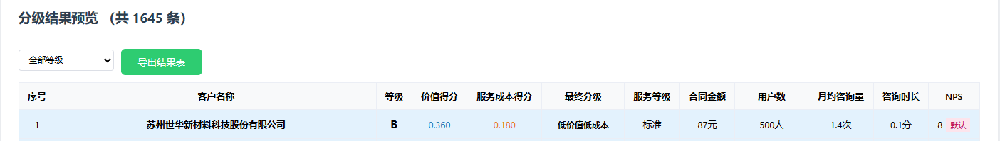 分级结果预览 （共 1645 条）
全部等级 导出结果表
序号 客户名称 等级 价值得分 服务成本得分 最终分级 服务等级 合同金额 用户数 月均咨询量 咨询时长 NPS
1 苏州世华新材料科技股份有限公司 B 0.360 0.180 低价值低成本 标准 87元 500人 1.4次 0.1分 8 默认